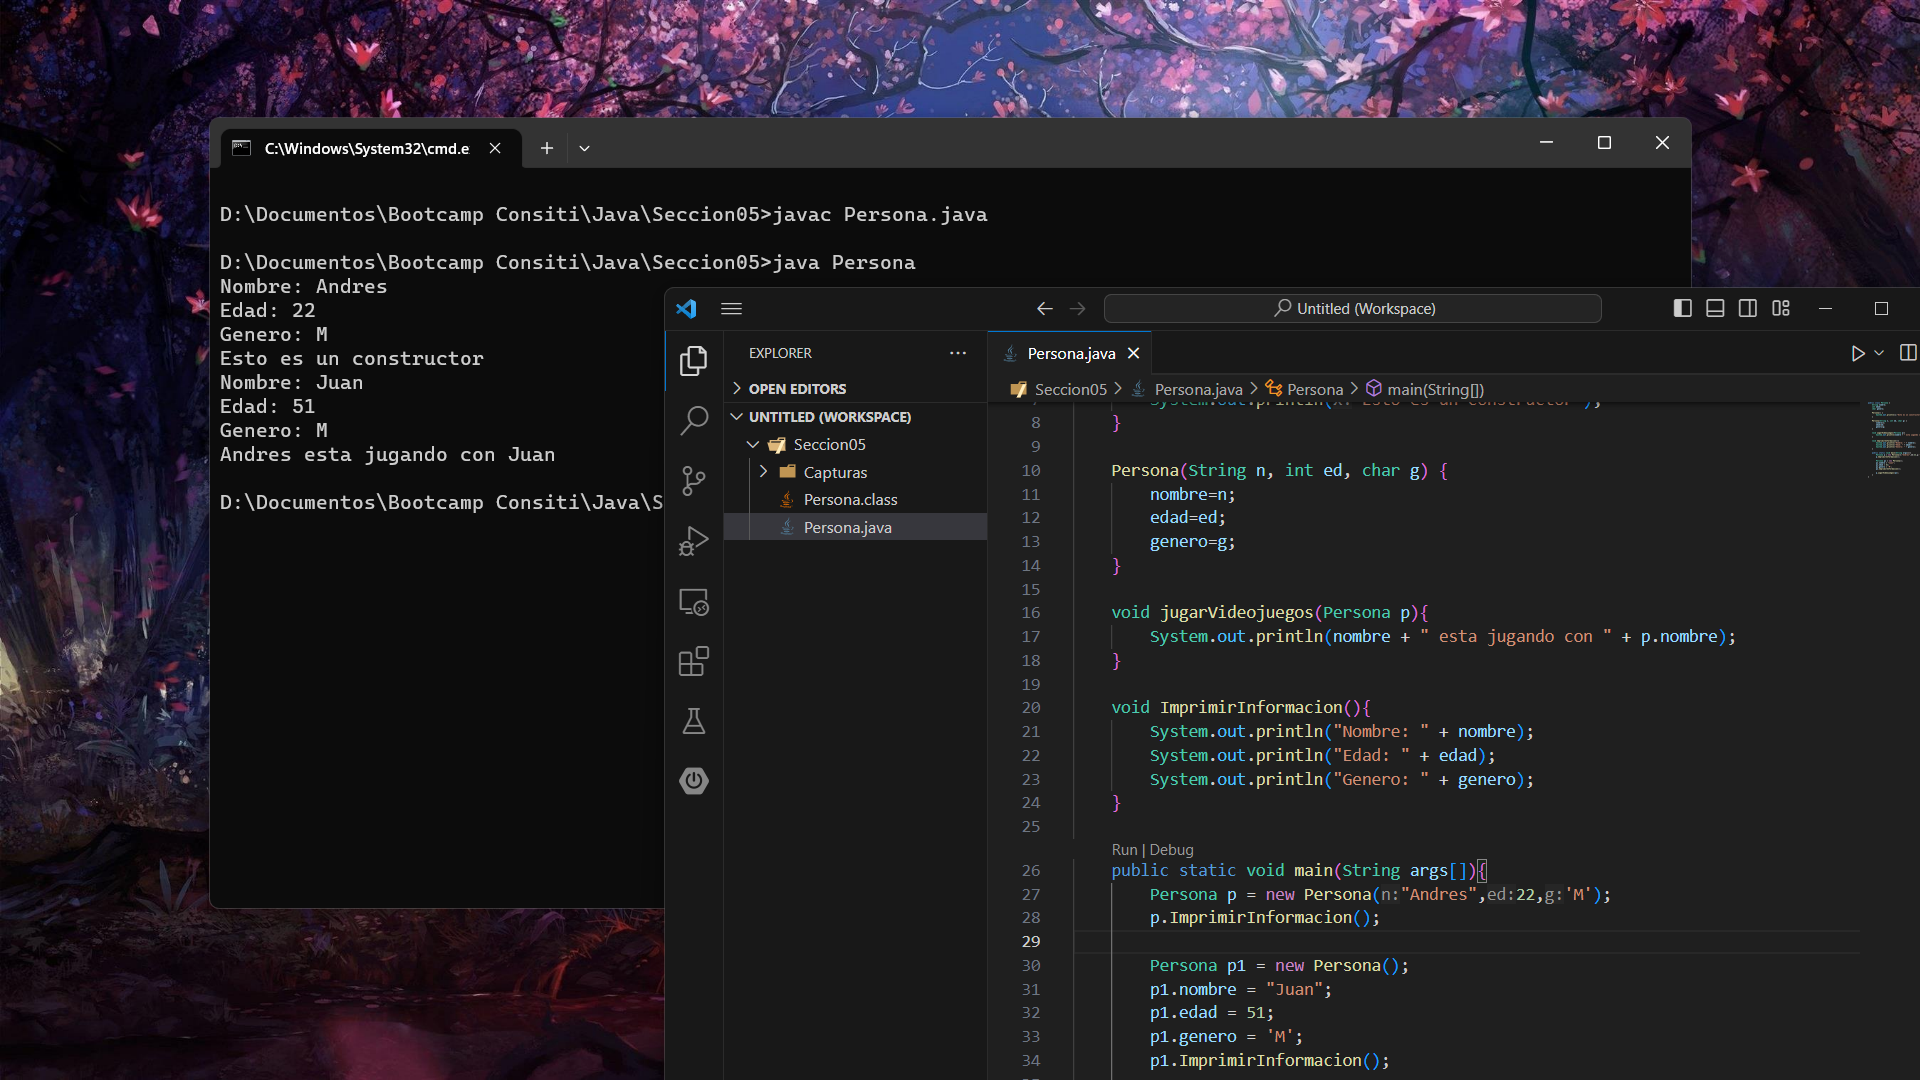 C:\Windows\System32\cmd.e
D:\Documentos\Bootcamp Consiti\Java\Seccion05>javac Persona.java
D:\Documentos\Bootcamp Consiti\Java\Seccion05>java Persona
Nombre: Andres
Edad: 22
Genero: M
Esto es un constructor
Nombre: Juan
Edad: 51
Genero: M
Andres esta jugando con Juan
D:\Documentos\Bootcamp Consiti\Java\S
Untitled (Workspace)
EXPLORER
OPEN EDITORS
UNTITLED (WORKSPACE)
Seccion05
Capturas
Persona.class
Persona.java
Persona.java
Seccion05 > Persona.java > Persona > main(String[])
8 }
9
10 Persona(String n, int ed, char g) {
11 nombre=n;
12 edad=ed;
13 genero=g;
14 }
15
16 void jugarVideojuegos(Persona p){
17 System.out.println(nombre + " esta jugando con " + p.nombre);
18 }
19
20 void ImprimirInformacion(){
21 System.out.println("Nombre: " + nombre);
22 System.out.println("Edad: " + edad);
23 System.out.println("Genero: " + genero);
24 }
25
Run | Debug
26 public static void main(String args[]){
27 Persona p = new Persona(n:"Andres",ed:22,g:'M');
28 p.ImprimirInformacion();
29
30 Persona p1 = new Persona();
31 p1.nombre = "Juan";
32 p1.edad = 51;
33 p1.genero = 'M';
34 p1.ImprimirInformacion();